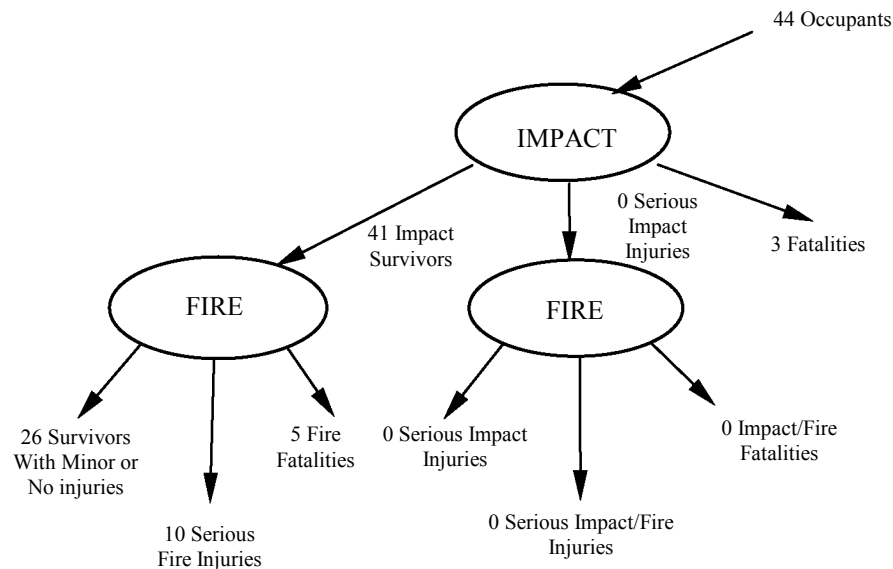 44 Occupants
IMPACT
41 Impact
Survivors
0 Serious
Impact
Injuries
3 Fatalities
FIRE
FIRE
26 Survivors
With Minor or
No injuries
5 Fire
Fatalities
0 Serious Impact
Injuries
0 Impact/Fire
Fatalities
10 Serious
Fire Injuries
0 Serious Impact/Fire
Injuries